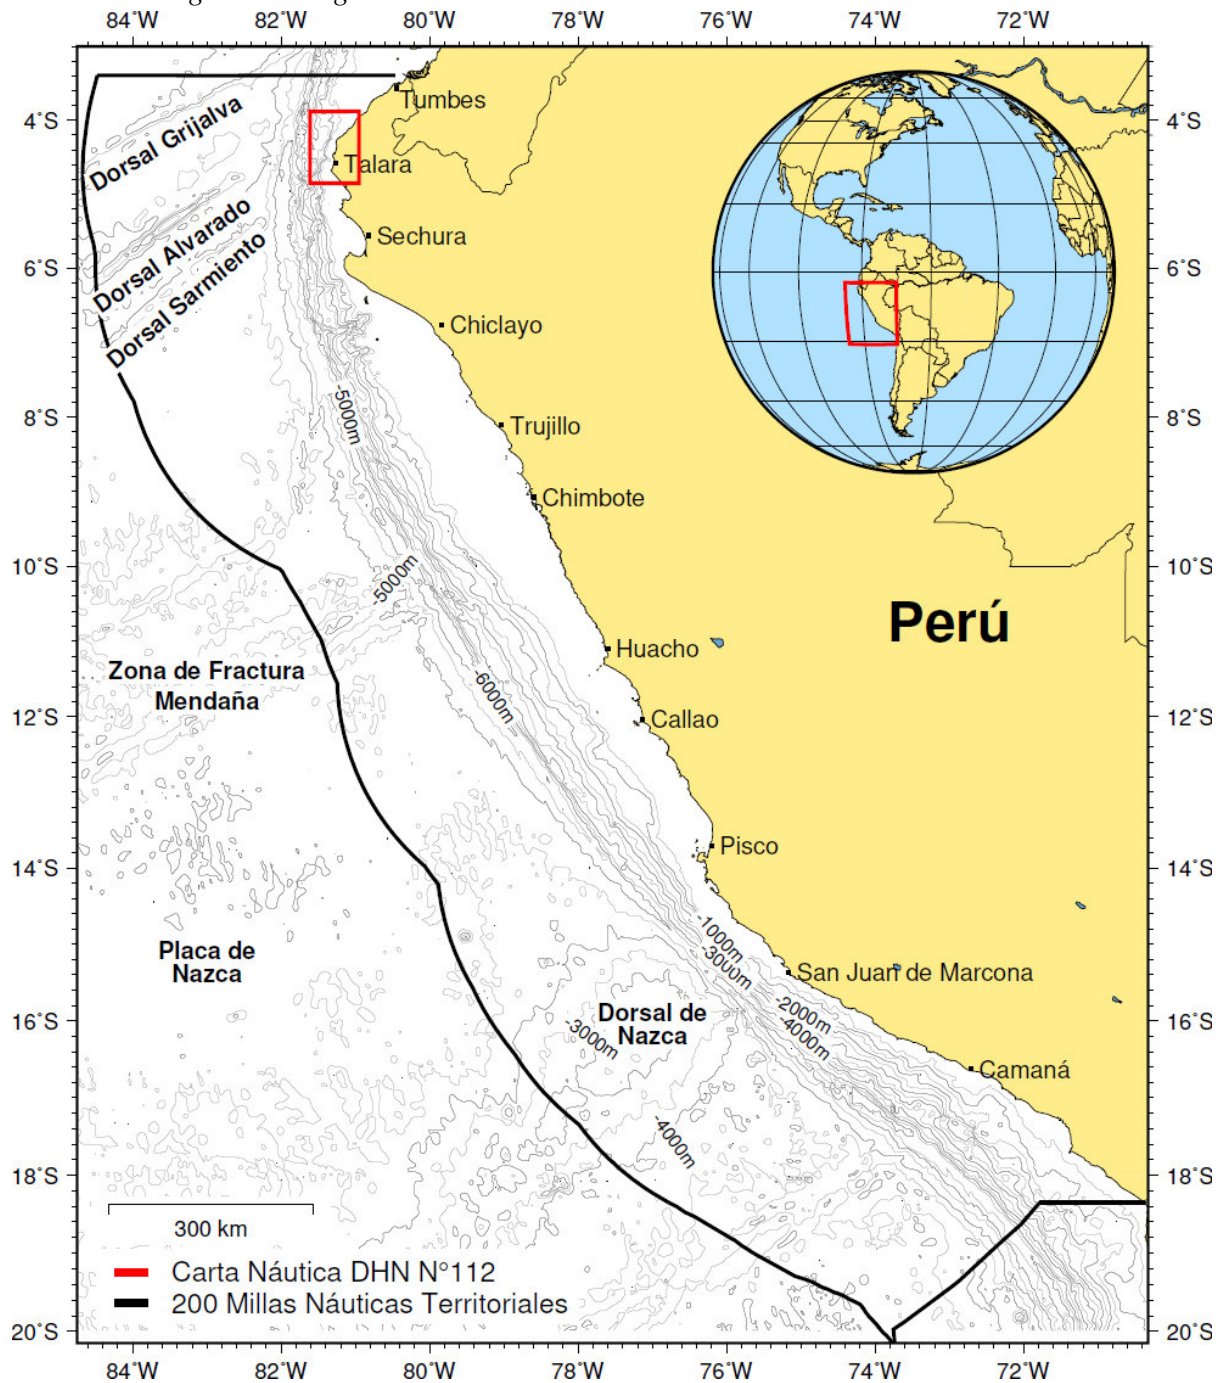 84°W 82°W 80°W 78°W 76°W 74°W 72°W
Tumbes
4°S 4°S
Dorsal Grijalva
Talara
Dorsal Alvarado
Sechura
6°S 6°S
Dorsal Sarmiento
Chiclayo
-5000m
8°S 8°S
Trujillo
Chimbote
10°S 10°S
-5000m
Perú
Huacho
Zona de Fractura
Mendaña
-6000m
12°S 12°S
Callao
Pisco
14°S 14°S
-1000m
Placa de
Nazca
-3000m
San Juan de Marcona
-2000m
Dorsal de
Nazca
16°S 16°S
-3000m
-4000m
Camaná
-4000m
18°S 18°S
300 km
Carta Náutica DHN N°112
200 Millas Náuticas Territoriales
20°S 20°S
84°W 82°W 80°W 78°W 76°W 74°W 72°W